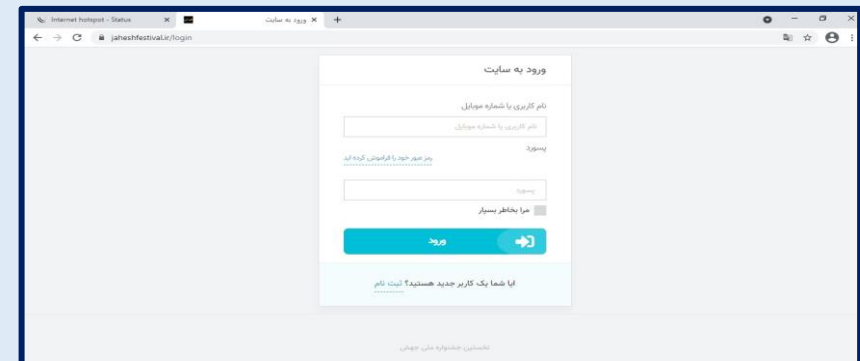 Internet hotspot - Status
ورود به سایت
jaheshfestival.ir/login
ورود به سایت
نام کاربری یا شماره موبایل
نام کاربری یا شماره موبایل
پسورد
رمز عبور خود را فراموش کرده اید
پسورد
مرا بخاطر بسپار
ورود
ایا شما یک کاربر جدید هستید؟ ثبت نام
نخستین جشنواره ملی جهش